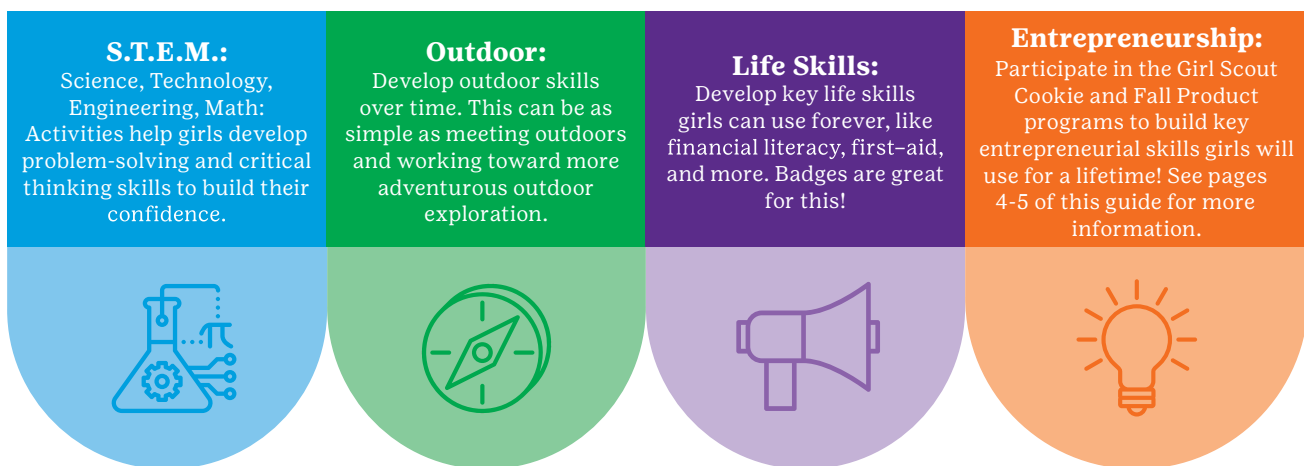 S.T.E.M.:
Science, Technology,
Engineering, Math:
Activities help girls develop
problem-solving and critical
thinking skills to build their
confidence.
Outdoor:
Develop outdoor skills
over time. This can be as
simple as meeting outdoors
and working toward more
adventurous outdoor
exploration.
Life Skills:
Develop key life skills
girls can use forever, like
financial literacy, first–aid,
and more. Badges are great
for this!
Entrepreneurship:
Participate in the Girl Scout
Cookie and Fall Product
programs to build key
entrepreneurial skills girls will
use for a lifetime! See pages
4-5 of this guide for more
information.
π